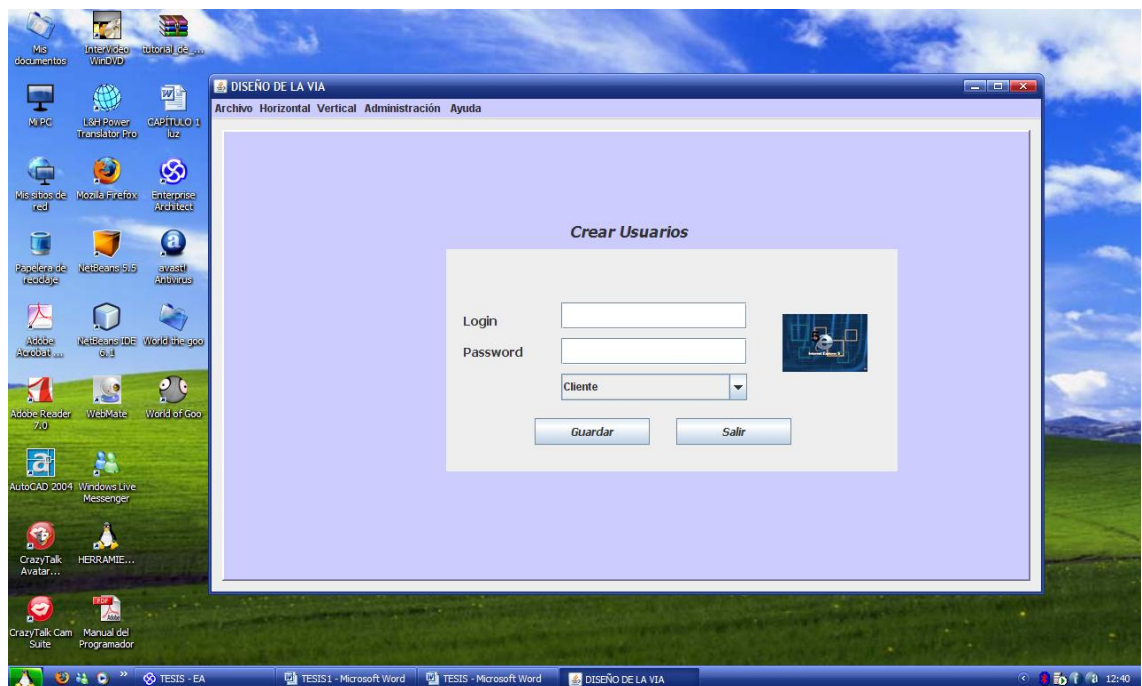 Mis documentos
InterVideo WinDVD
tutorial_de_...
Mi PC
L&H Power Translator Pro
CAPÍTULO 1 luz
Mis sitios de red
Mozilla Firefox
Enterprise Architect
Papelera de reciclaje
NetBeans 5.5
avast! Antivirus
Adobe Acrobat ...
NetBeans IDE 6.1
World the goo
Adobe Reader 7.0
WebMate
World of Goo
AutoCAD 2004
Windows Live Messenger
CrazyTalk Avatar...
HERRAMIE...
CrazyTalk Cam Suite
Manual del Programador
DISEÑO DE LA VIA
Archivo Horizontal Vertical Administración Ayuda
Crear Usuarios
Login
Password
Cliente
Guardar Salir
TESIS - EA
TESIS1 - Microsoft Word
TESIS - Microsoft Word
DISEÑO DE LA VIA
12:40